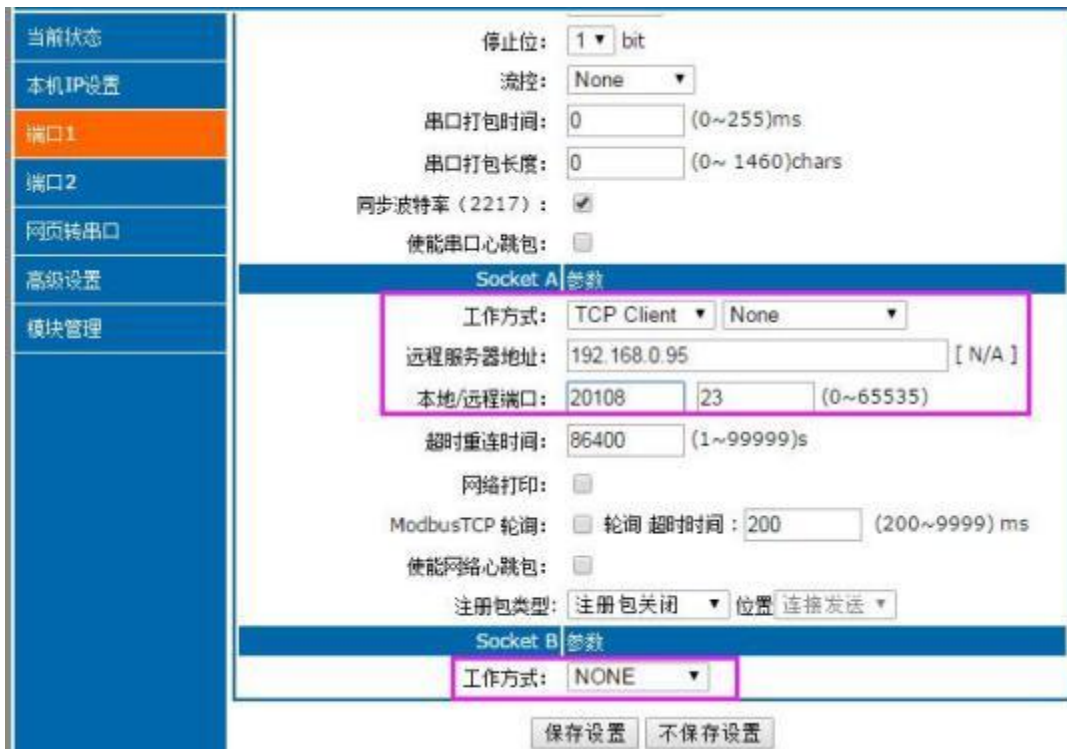 当前状态
本机IP设置
端口1
端口2
网页转串口
高级设置
模块管理
停止位: 1 bit
流控: None
串口打包时间: 0 (0~255)ms
串口打包长度: 0 (0~ 1460)chars
同步波特率（2217）:
使能串口心跳包:
Socket A 参数
工作方式: TCP Client None
远程服务器地址: 192.168.0.95 [ N/A ]
本地/远程端口: 20108 23 (0~65535)
超时重连时间: 86400 (1~99999)s
网络打印:
ModbusTCP 轮询: 轮询 超时时间 : 200 (200~9999) ms
使能网络心跳包:
注册包类型: 注册包关闭 位置 连接发送
Socket B 参数
工作方式: NONE
保存设置 不保存设置